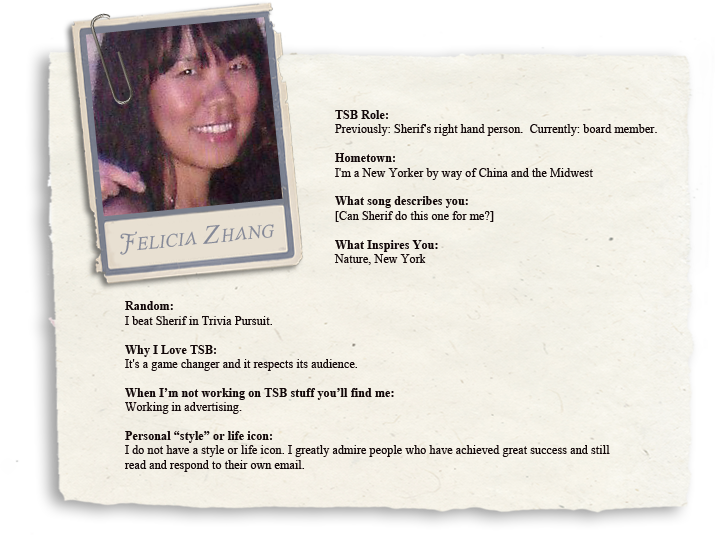 FELICIA ZHANG
TSB Role:
Previously: Sherif's right hand person.  Currently: board member.
Hometown:
I'm a New Yorker by way of China and the Midwest
What song describes you:
[Can Sherif do this one for me?]
What Inspires You:
Nature, New York
Random:
I beat Sherif in Trivia Pursuit.
Why I Love TSB:
It's a game changer and it respects its audience.
When I’m not working on TSB stuff you’ll find me:
Working in advertising.
Personal “style” or life icon:
I do not have a style or life icon. I greatly admire people who have achieved great success and still
read and respond to their own email.